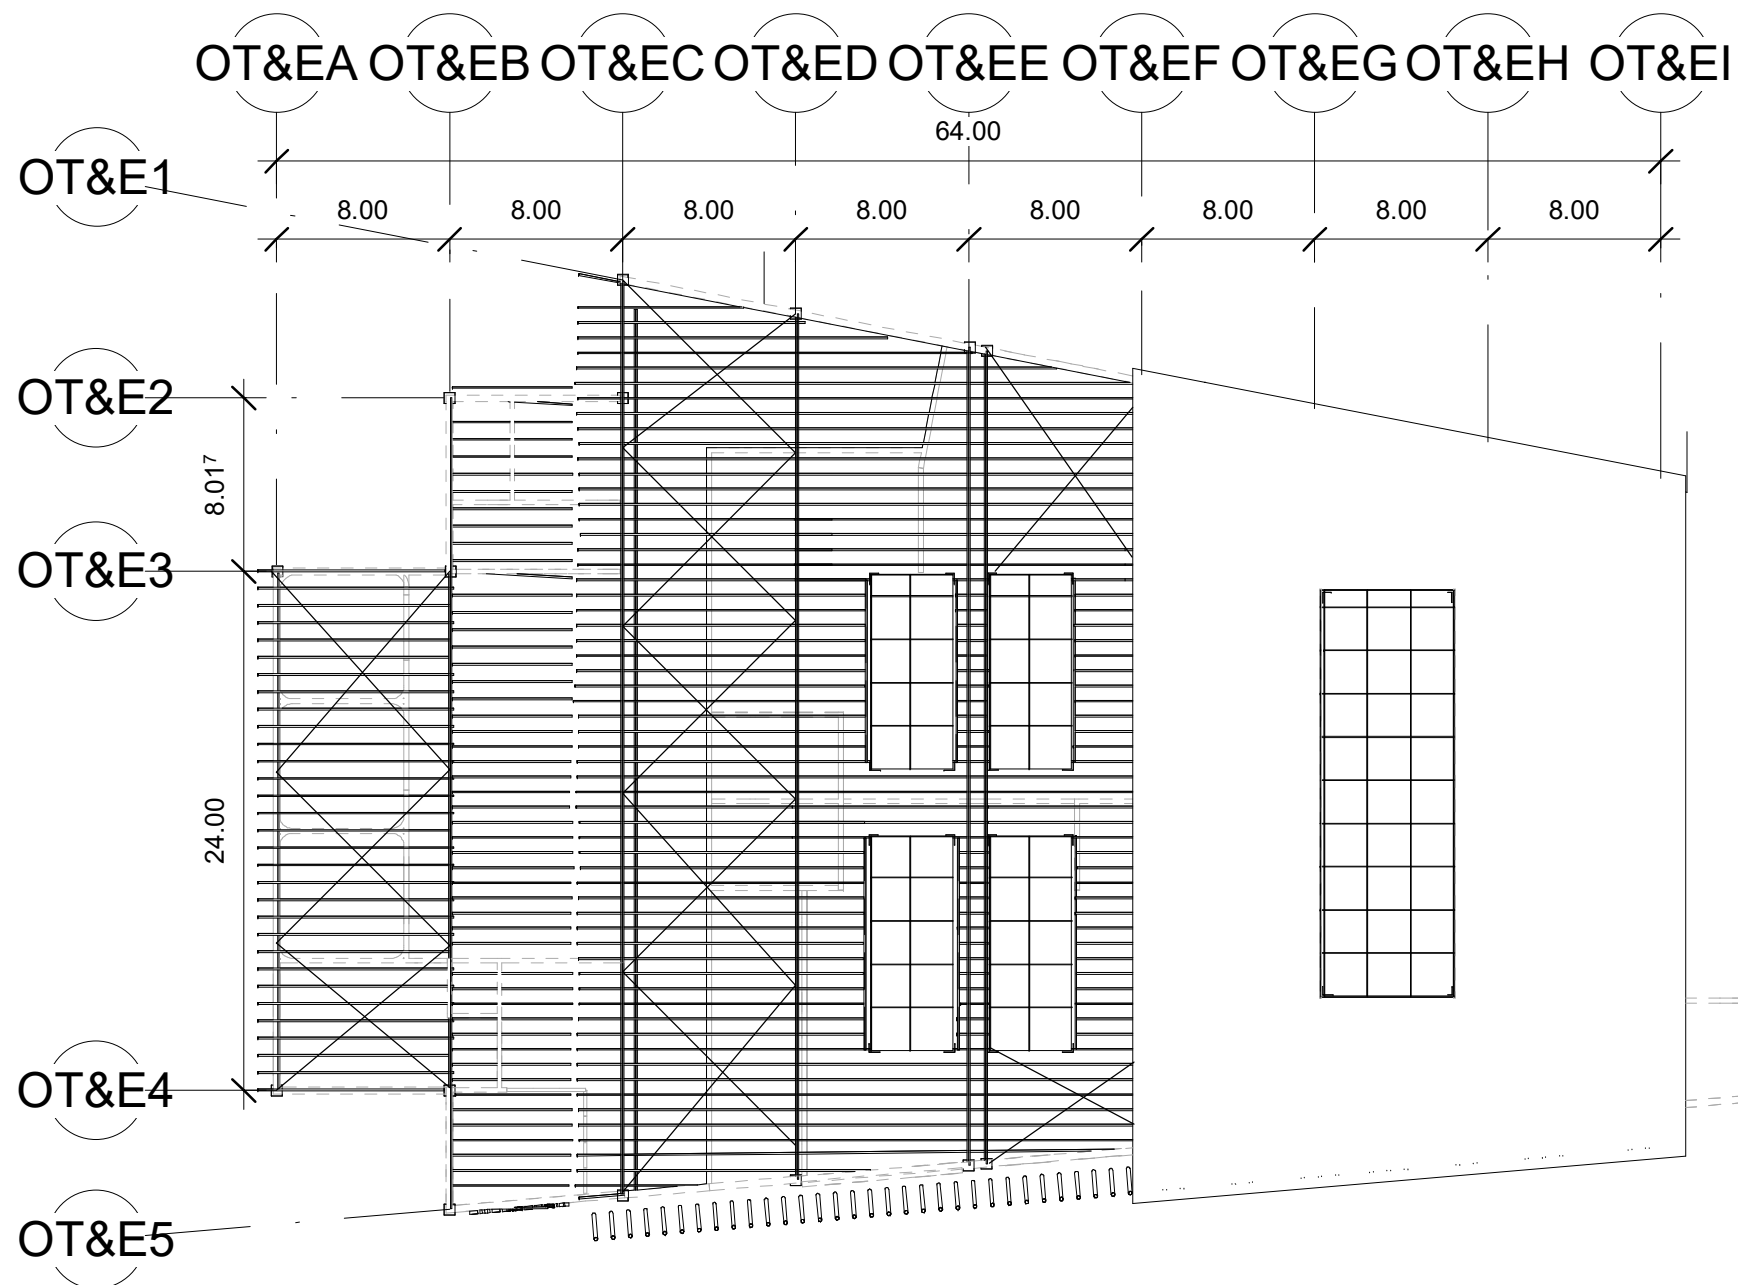 OT&EA OT&EB OT&EC OT&ED OT&EE OT&EF OT&EG OT&EH OT&EI
64.00
OT&E1
8.00 8.00 8.00 8.00 8.00 8.00 8.00 8.00
OT&E2
8.01⁷
OT&E3
24.00
OT&E4
OT&E5